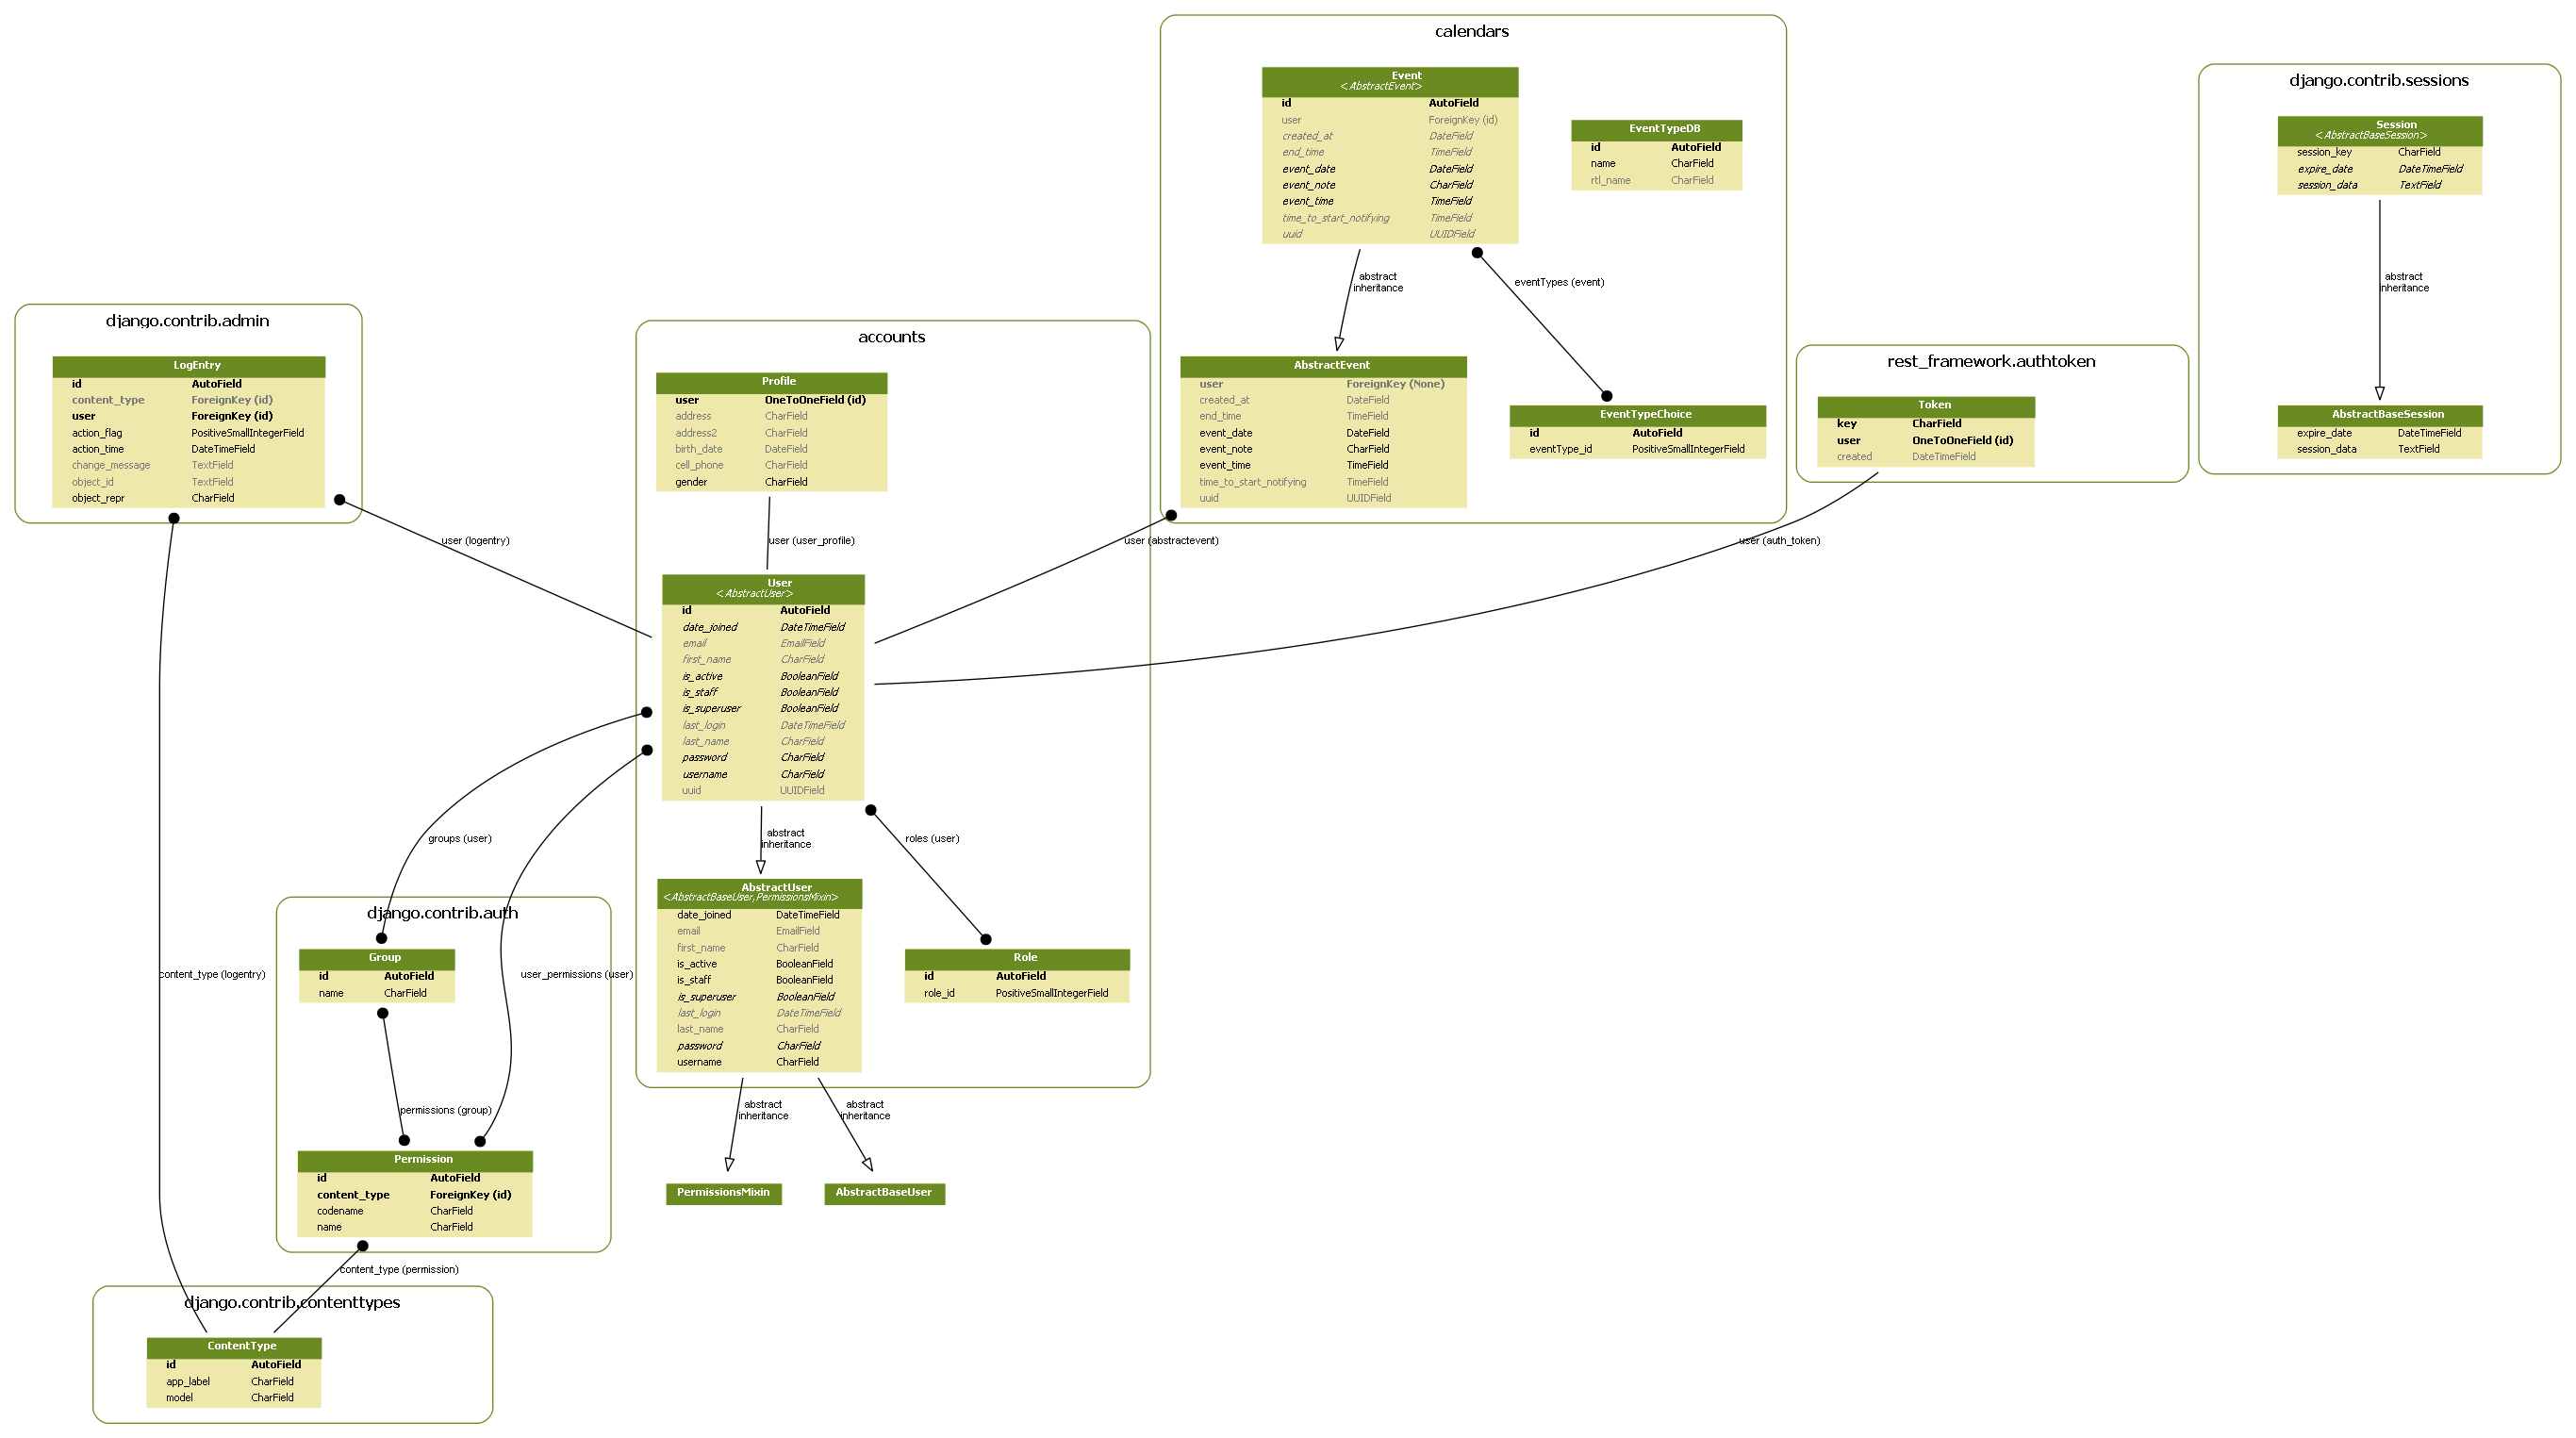 calendars
Event
<AbstractEvent>
id AutoField
user ForeignKey (id)
created_at DateField
end_time TimeField
event_date DateField
event_note CharField
event_time TimeField
time_to_start_notifying TimeField
uuid UUIDField
EventTypeDB
id AutoField
name CharField
rtl_name CharField
abstract
inheritance
eventTypes (event)
AbstractEvent
user ForeignKey (None)
created_at DateField
end_time TimeField
event_date DateField
event_note CharField
event_time TimeField
time_to_start_notifying TimeField
uuid UUIDField
EventTypeChoice
id AutoField
eventType_id PositiveSmallIntegerField
django.contrib.sessions
Session
<AbstractBaseSession>
session_key CharField
expire_date DateTimeField
session_data TextField
abstract
inheritance
AbstractBaseSession
expire_date DateTimeField
session_data TextField
django.contrib.admin
LogEntry
id AutoField
content_type ForeignKey (id)
user ForeignKey (id)
action_flag PositiveSmallIntegerField
action_time DateTimeField
change_message TextField
object_id TextField
object_repr CharField
accounts
Profile
user OneToOneField (id)
address CharField
address2 CharField
birth_date DateField
cell_phone CharField
gender CharField
rest_framework.authtoken
Token
key CharField
user OneToOneField (id)
created DateTimeField
user (logentry)
user (user_profile)
user (abstractevent)
user (auth_token)
User
<AbstractUser>
id AutoField
date_joined DateTimeField
email EmailField
first_name CharField
is_active BooleanField
is_staff BooleanField
is_superuser BooleanField
last_login DateTimeField
last_name CharField
password CharField
username CharField
uuid UUIDField
groups (user)
abstract
inheritance
roles (user)
AbstractUser
<AbstractBaseUser,PermissionsMixin>
date_joined DateTimeField
email EmailField
first_name CharField
is_active BooleanField
is_staff BooleanField
is_superuser BooleanField
last_login DateTimeField
last_name CharField
password CharField
username CharField
Role
id AutoField
role_id PositiveSmallIntegerField
django.contrib.auth
Group
id AutoField
name CharField
content_type (logentry)
user_permissions (user)
permissions (group)
abstract
inheritance
abstract
inheritance
Permission
id AutoField
content_type ForeignKey (id)
codename CharField
name CharField
PermissionsMixin
AbstractBaseUser
content_type (permission)
django.contrib.contenttypes
ContentType
id AutoField
app_label CharField
model CharField